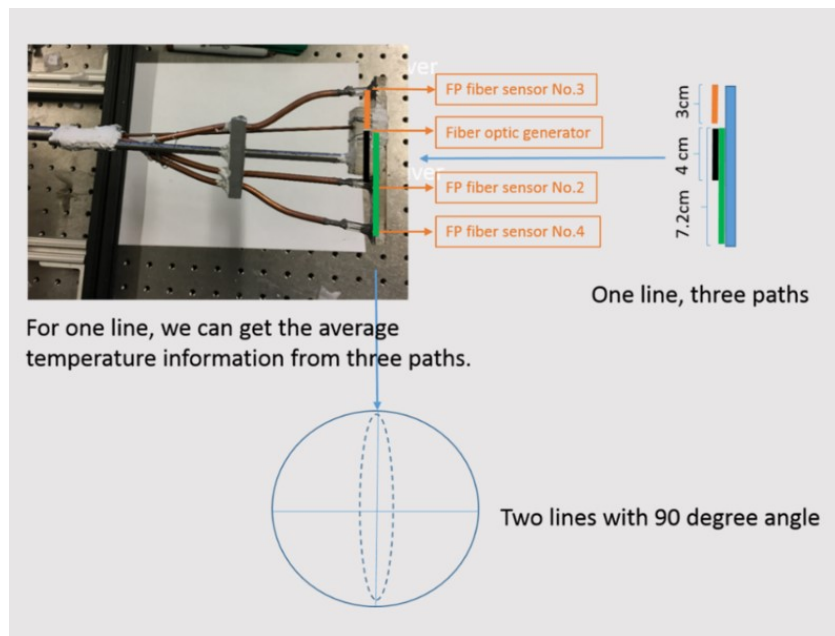 ver
FP fiber sensor No.3
Fiber optic generator
ver
FP fiber sensor No.2
FP fiber sensor No.4
3cm
4 cm
7.2cm
One line, three paths
For one line, we can get the average
temperature information from three paths.
Two lines with 90 degree angle